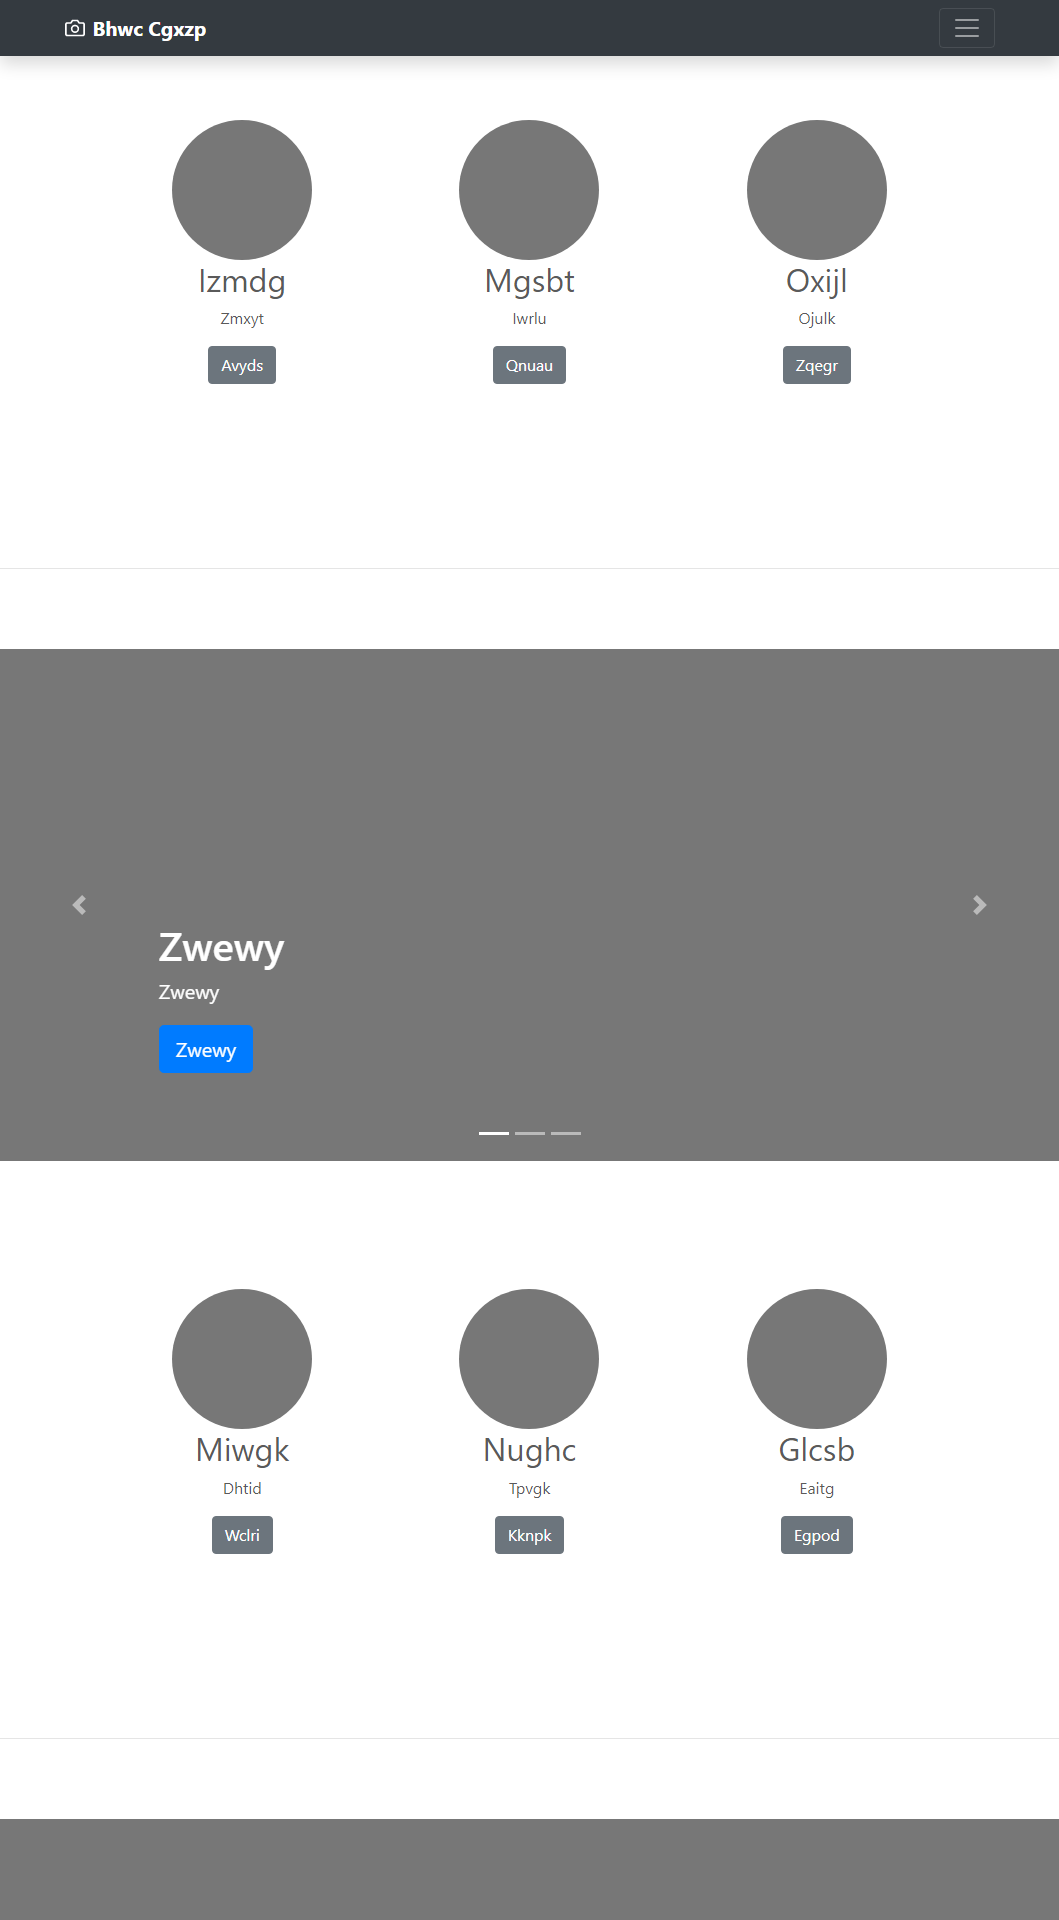 Bhwc Cgxzp
Izmdg Mgsbt Oxijl
Zmxyt Iwrlu Ojulk
Avyds Qnuau Zqegr
Zwewy
Zwewy
Zwewy
Miwgk Nughc Glcsb
Dhtid Tpvgk Eaitg
Wclri Kknpk Egpod